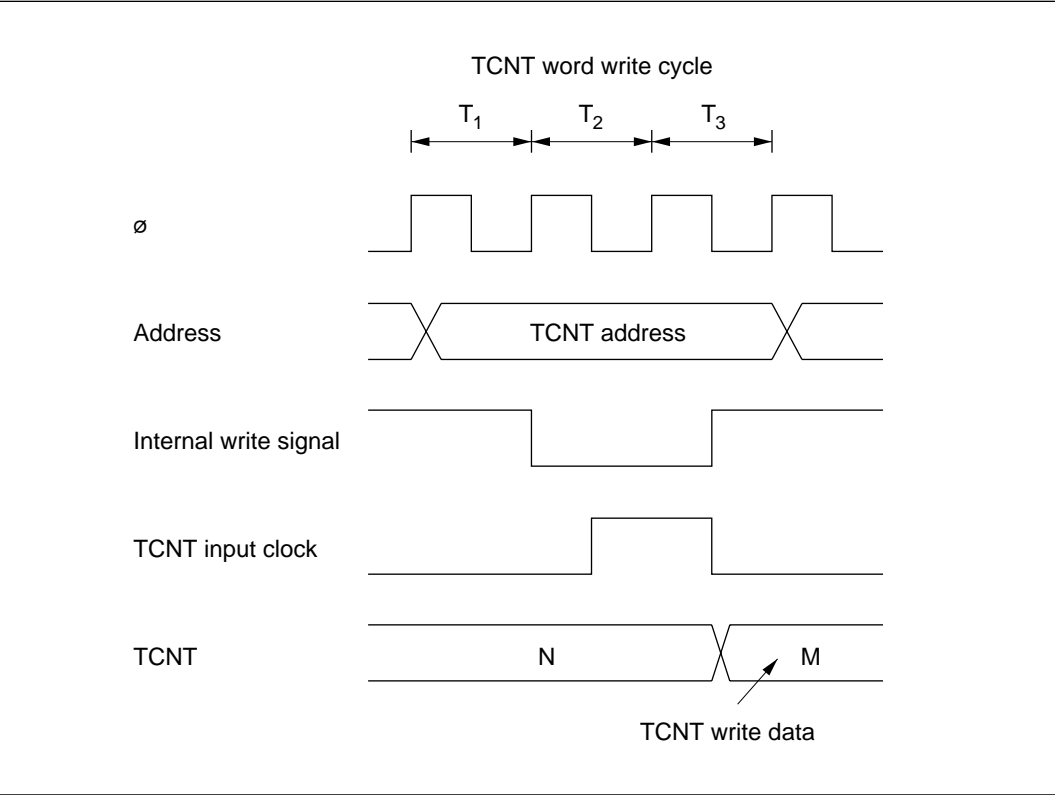 TCNT word write cycle
T1 T2 T3
ø
Address TCNT address
Internal write signal
TCNT input clock
TCNT N M
TCNT write data